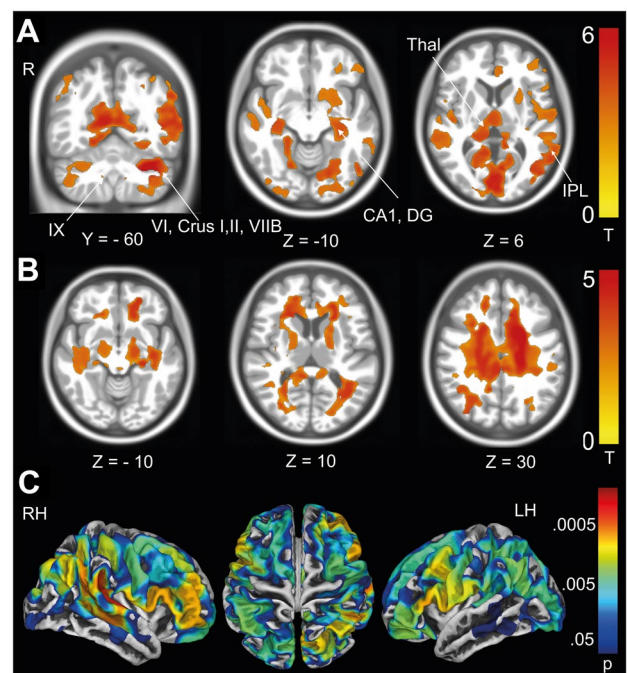 A
R
Thal
6
IX
VI, Crus I,II, VIIB
CA1, DG
IPL
0
Y = - 60
Z = -10
Z = 6
T
B
5
0
Z = - 10
Z = 10
Z = 30
T
C
RH
LH
.0005
.005
.05
p